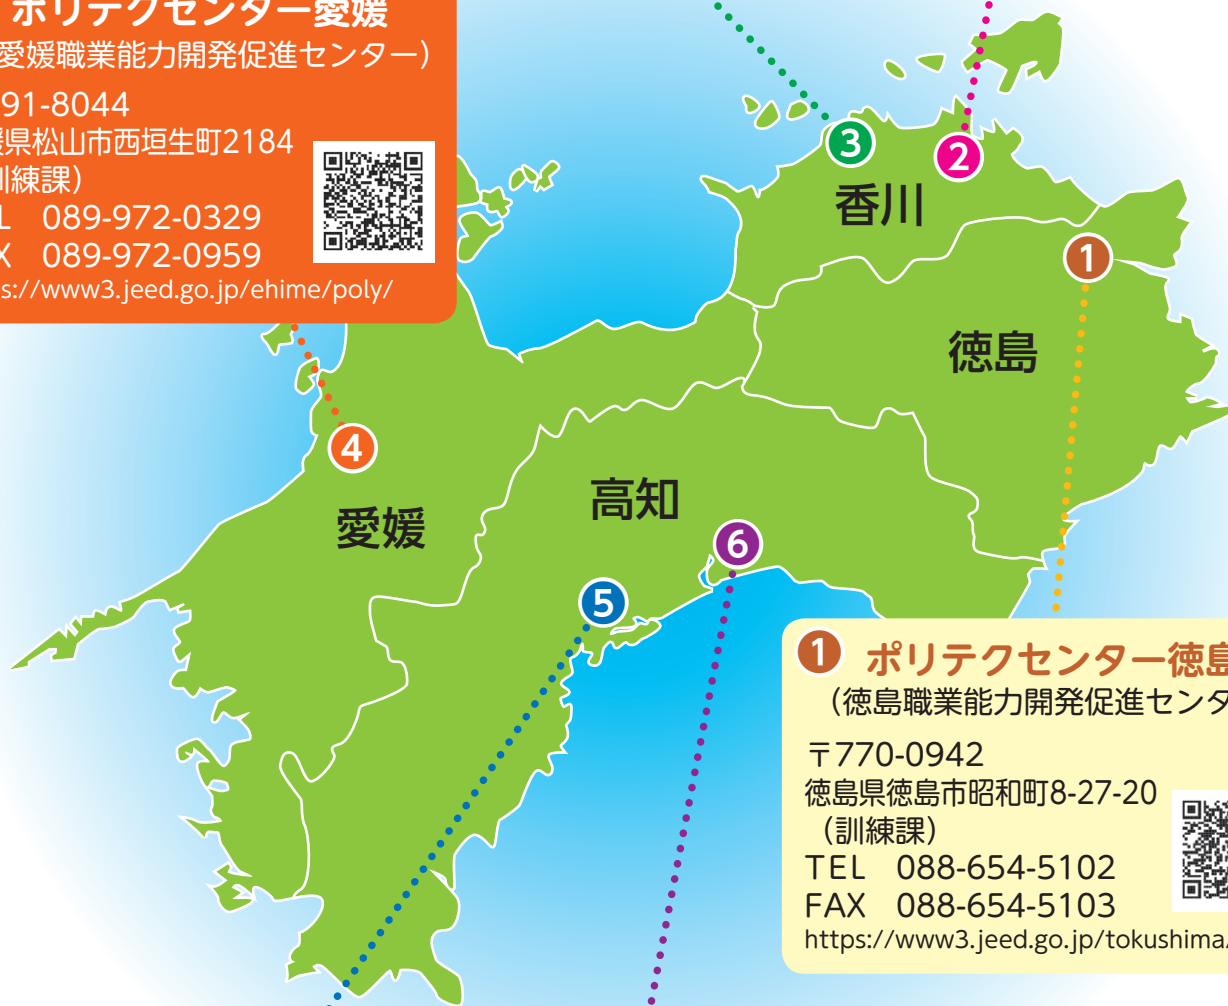 ポリテクセンター愛媛
愛媛職業能力開発促進センター）
91-8044
県松山市西垣生町2184
練課）
L 089-972-0329
X 089-972-0959
s://www3.jeed.go.jp/ehime/poly/
3
2
香川
1
徳島
4
愛媛
高知
6
5
1 ポリテクセンター徳島
（徳島職業能力開発促進センタ
〒770-0942
徳島県徳島市昭和町8-27-20
（訓練課）
TEL 088-654-5102
FAX 088-654-5103
https://www3.jeed.go.jp/tokushima/